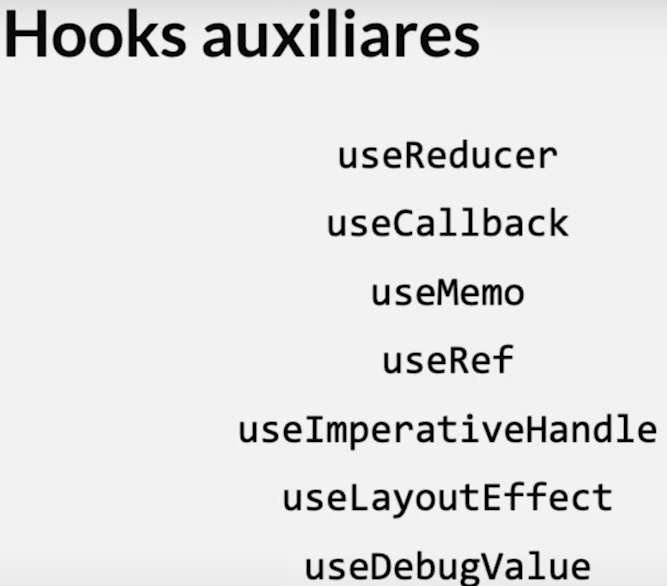 Hooks auxiliares
useReducer
useCallback
useMemo
useRef
useImperativeHandle
useLayoutEffect
useDebugValue